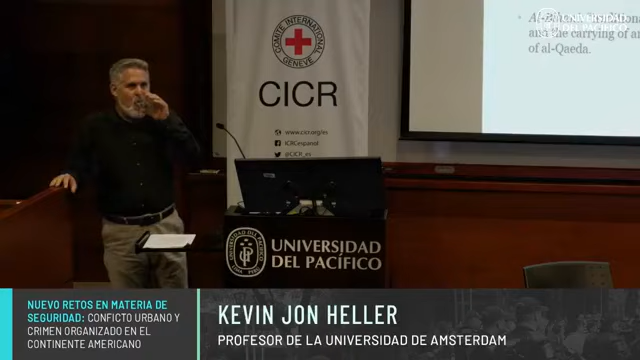 COMITE INTERNATIONAL
GENEVE
CICR
www.cicr.org/es
ICRCespanol
@CICR_es
UNIVERSIDAD
DEL PACÍFICO
and the carrying of
of al-Qaeda.
UNIVERSIDAD
DEL PACÍFICO
NUEVO RETOS EN MATERIA DE
SEGURIDAD: CONFLICTO URBANO Y
CRIMEN ORGANIZADO EN EL
CONTINENTE AMERICANO
KEVIN JON HELLER
PROFESOR DE LA UNIVERSIDAD DE AMSTERDAM